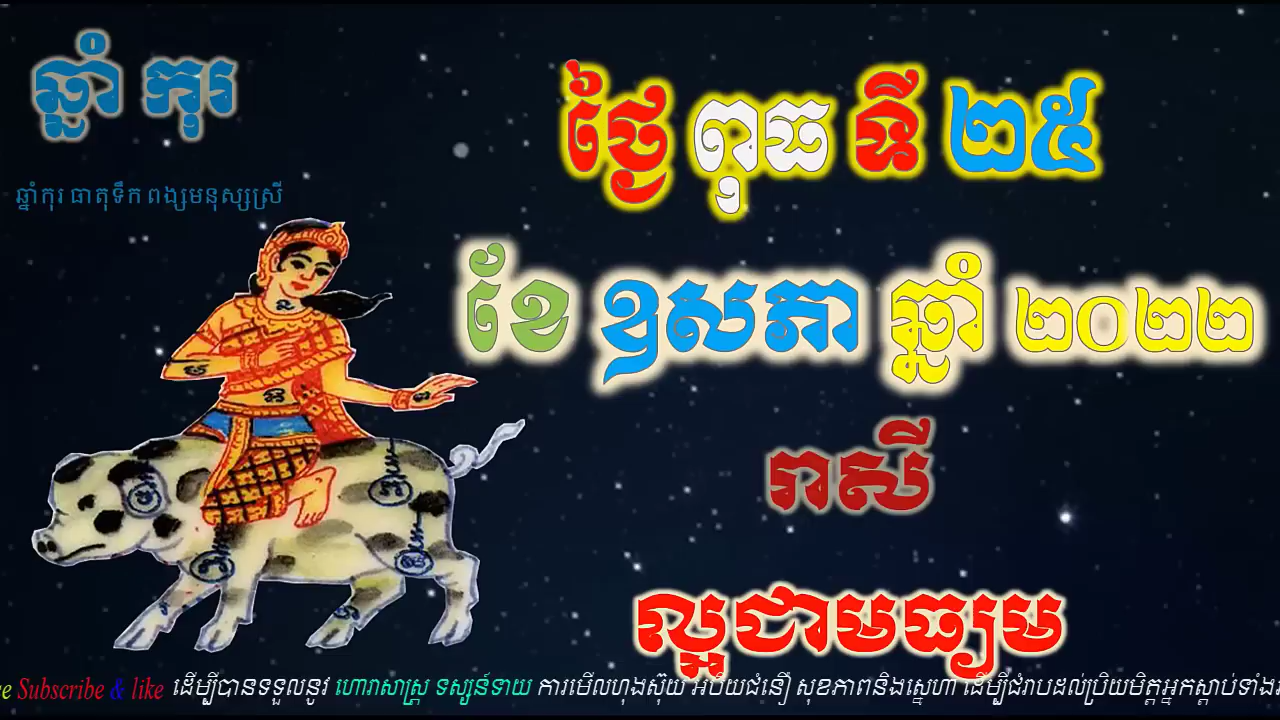 ឆ្នាំ កុរ
ឆ្នាំកុរ ធាតុទឹក ពង្សមនុស្សស្រី
ថ្ងៃ ពុធ ទី ២៥
ខែ ឧសភា ឆ្នាំ ២០២២
រាសី
ល្អជាមធ្យម
Subscribe & like ដើម្បីបានទទួលនូវ ហោរាសាស្រ្ត ទស្សន៍ទាយ ការមើលហុងស៊ុយ អបិយជំនឿ សុខភាពនិងស្នេហា ដើម្បីជំរាបដល់ប្រិយមិត្តអ្នកស្តាប់ទាំង